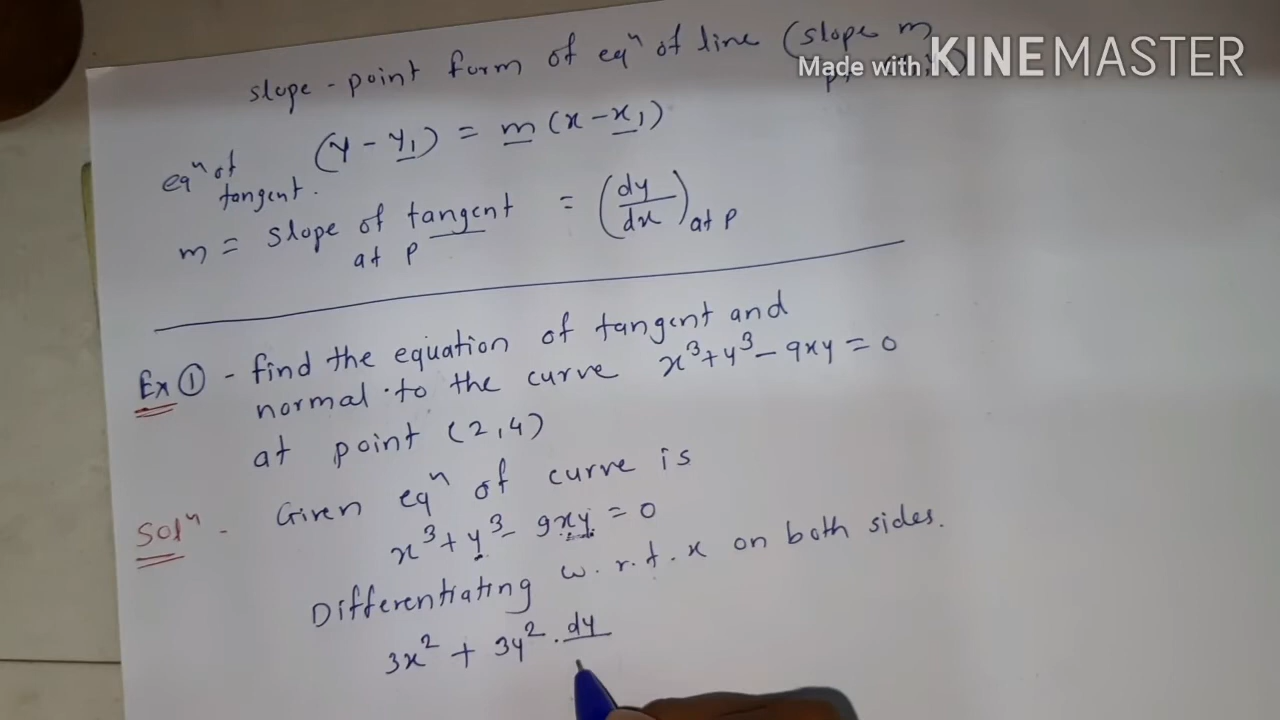 slope-point form of eqⁿ of line (slope m
Made with KINEMASTER
eqⁿ of tangent. (y - y₁) = m (x - x₁)
m = slope of tangent at P = (dy/dx) at P
Ex ① - find the equation of tangent and
normal to the curve x³+y³-9xy=0
at point (2,4)
Solⁿ - Given eqⁿ of curve is
x³+y³-9xy=0
Differentiating w.r.t.x on both sides.
3x² + 3y² . dy